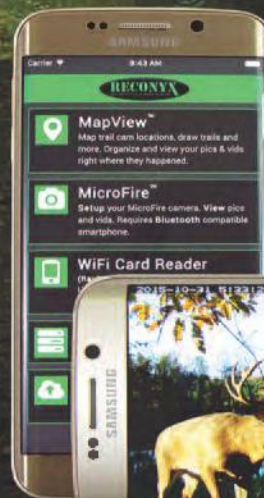 SAMSUNG
Carrier
9:43 AM
RECONYX
MapView™
Map trail cam locations, draw trails and
more. Organize and view your pics & vids
right where they happened.
MicroFire™
Setup your MicroFire camera. View pics
and vids. Requires Bluetooth compatible
smartphone.
WiFi Card Reader
SAMSUNG
2015-10-31